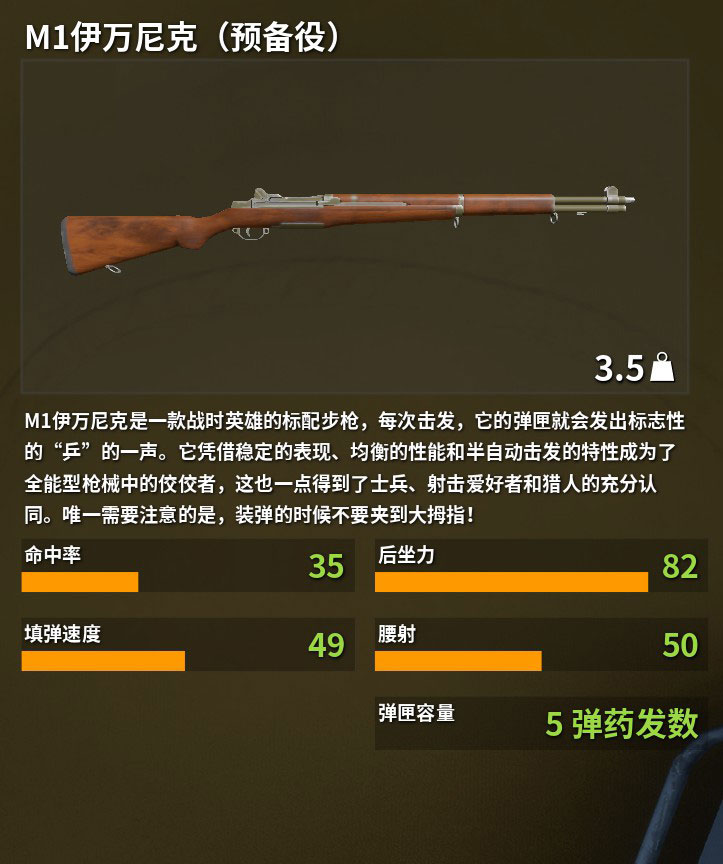 M1伊万尼克（预备役）
3.5
M1伊万尼克是一款战时英雄的标配步枪，每次击发，它的弹匣就会发出标志性
的“乒”的一声。它凭借稳定的表现、均衡的性能和半自动击发的特性成为了
全能型枪械中的佼佼者，这也一点得到了士兵、射击爱好者和猎人的充分认
同。唯一需要注意的是，装弹的时候不要夹到大拇指！
命中率 35
后坐力 82
填弹速度 49
腰射 50
弹匣容量 5 弹药发数